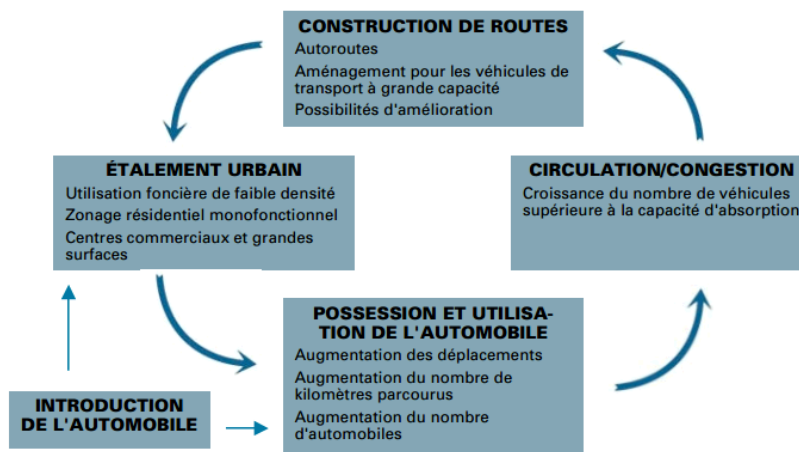 CONSTRUCTION DE ROUTES
Autoroutes
Aménagement pour les véhicules de
transport à grande capacité
Possibilités d'amélioration
ÉTALEMENT URBAIN
Utilisation foncière de faible densité
Zonage résidentiel monofonctionnel
Centres commerciaux et grandes
surfaces
CIRCULATION/CONGESTION
Croissance du nombre de véhicules
supérieure à la capacité d'absorption
POSSESSION ET UTILISA-
TION DE L'AUTOMOBILE
Augmentation des déplacements
Augmentation du nombre de
kilomètres parcourus
Augmentation du nombre
d'automobiles
INTRODUCTION
DE L'AUTOMOBILE